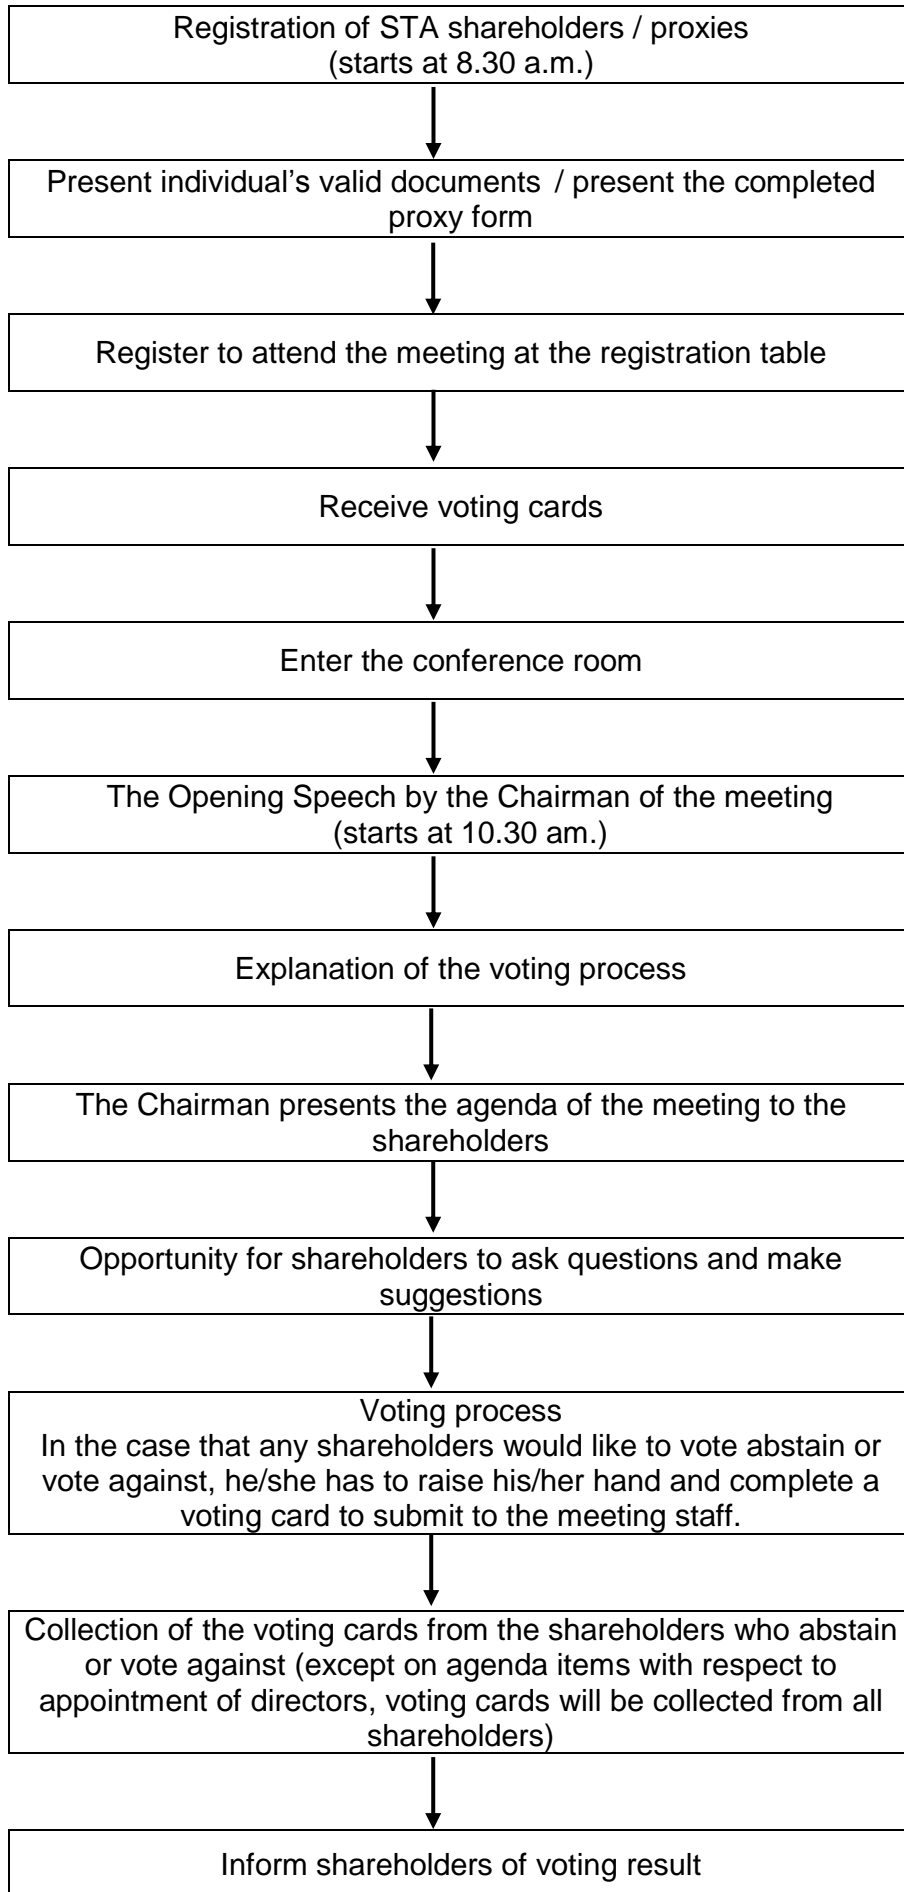 Registration of STA shareholders / proxies
(starts at 8.30 a.m.)
Present individual’s valid documents / present the completed
proxy form
Register to attend the meeting at the registration table
Receive voting cards
Enter the conference room
The Opening Speech by the Chairman of the meeting
(starts at 10.30 am.)
Explanation of the voting process
The Chairman presents the agenda of the meeting to the
shareholders
Opportunity for shareholders to ask questions and make
suggestions
Voting process
In the case that any shareholders would like to vote abstain or
vote against, he/she has to raise his/her hand and complete a
voting card to submit to the meeting staff.
Collection of the voting cards from the shareholders who abstain
or vote against (except on agenda items with respect to
appointment of directors, voting cards will be collected from all
shareholders)
Inform shareholders of voting result